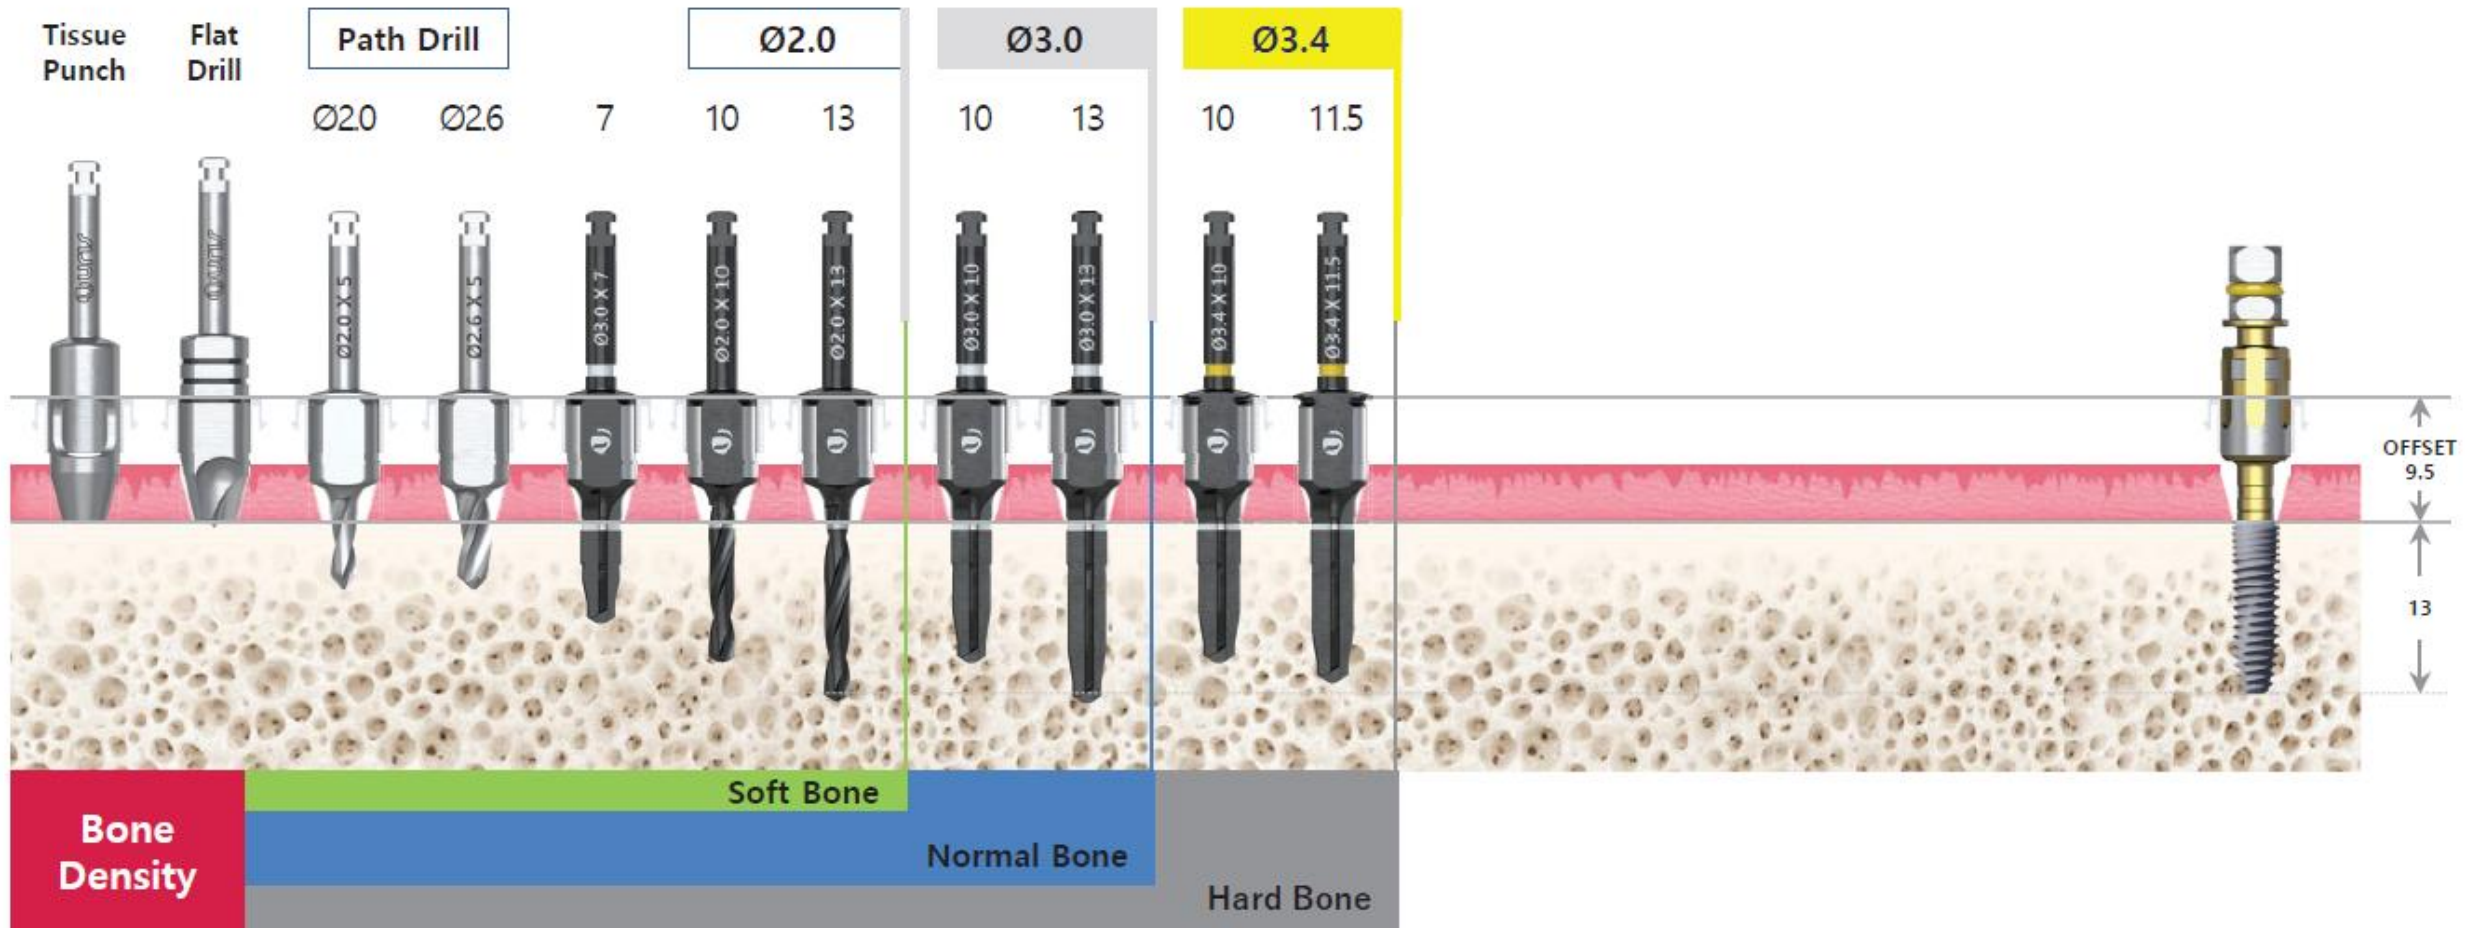 Tissue
Punch
Flat
Drill
Path Drill
Ø2.0
Ø3.0
Ø3.4
Ø2.0
Ø2.6
7
10
13
10
13
10
11.5
Ø2.0 X 5
Ø2.6 X 5
Ø3.0 X 7
Ø2.0 X 10
Ø2.0 X 13
Ø3.0 X 10
Ø3.0 X 13
Ø3.4 X 10
Ø3.4 X 11.5
OFFSET
9.5
13
Soft Bone
Bone
Density
Normal Bone
Hard Bone